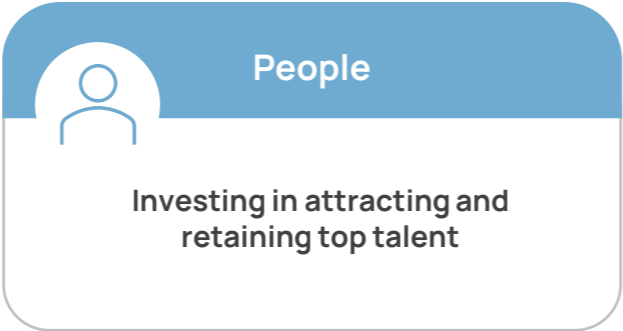 People
Investing in attracting and
retaining top talent